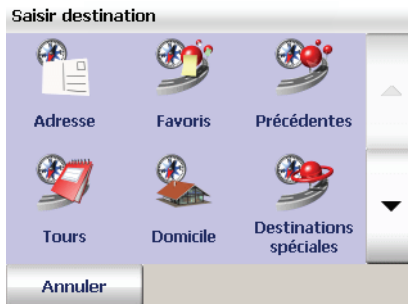 Saisir destination
Adresse
Favoris
Précédentes
Tours
Domicile
Destinations
spéciales
Annuler